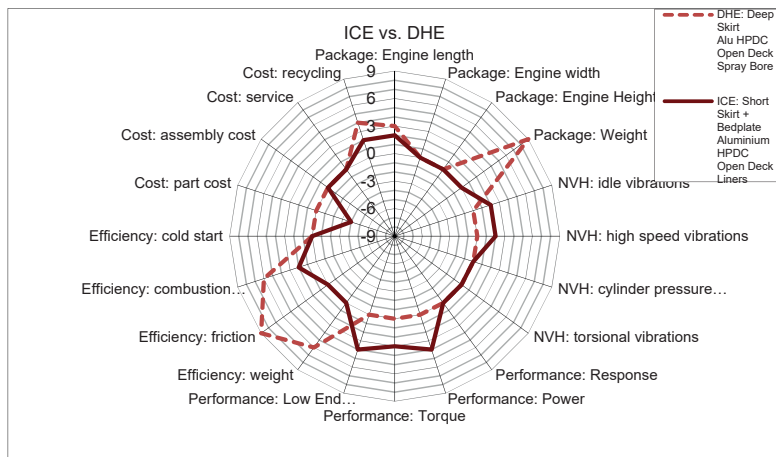 ICE vs. DHE
DHE: Deep
Skirt
Alu HPDC
Open Deck
Spray Bore
ICE: Short
Skirt +
Bedplate
Aluminium
HPDC
Open Deck
Liners
Package: Engine length
Package: Engine width
Package: Engine Height
Package: Weight
NVH: idle vibrations
NVH: high speed vibrations
NVH: cylinder pressure…
NVH: torsional vibrations
Performance: Response
Performance: Power
Performance: Torque
Performance: Low End…
Efficiency: weight
Efficiency: friction
Efficiency: combustion…
Efficiency: cold start
Cost: part cost
Cost: assembly cost
Cost: service
Cost: recycling
9
6
3
0
-3
-6
-9